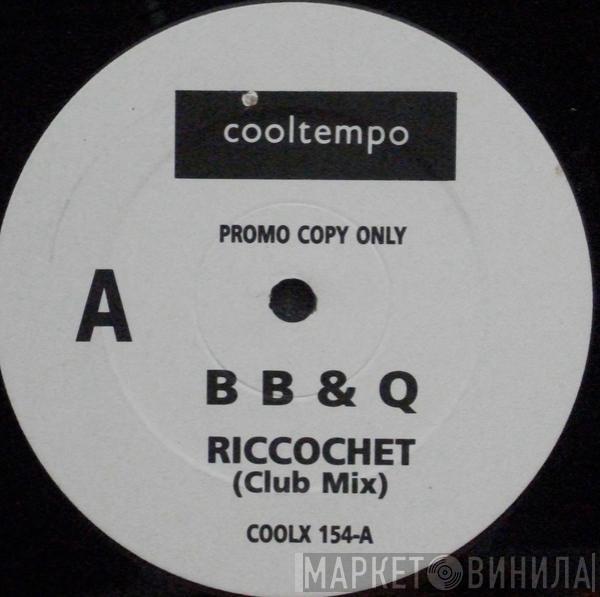 cooltempo
PROMO COPY ONLY
A
B B & Q
RICCOCHET
(Club Mix)
COOLX 154-A
МАРКЕТ ВИНИЛА